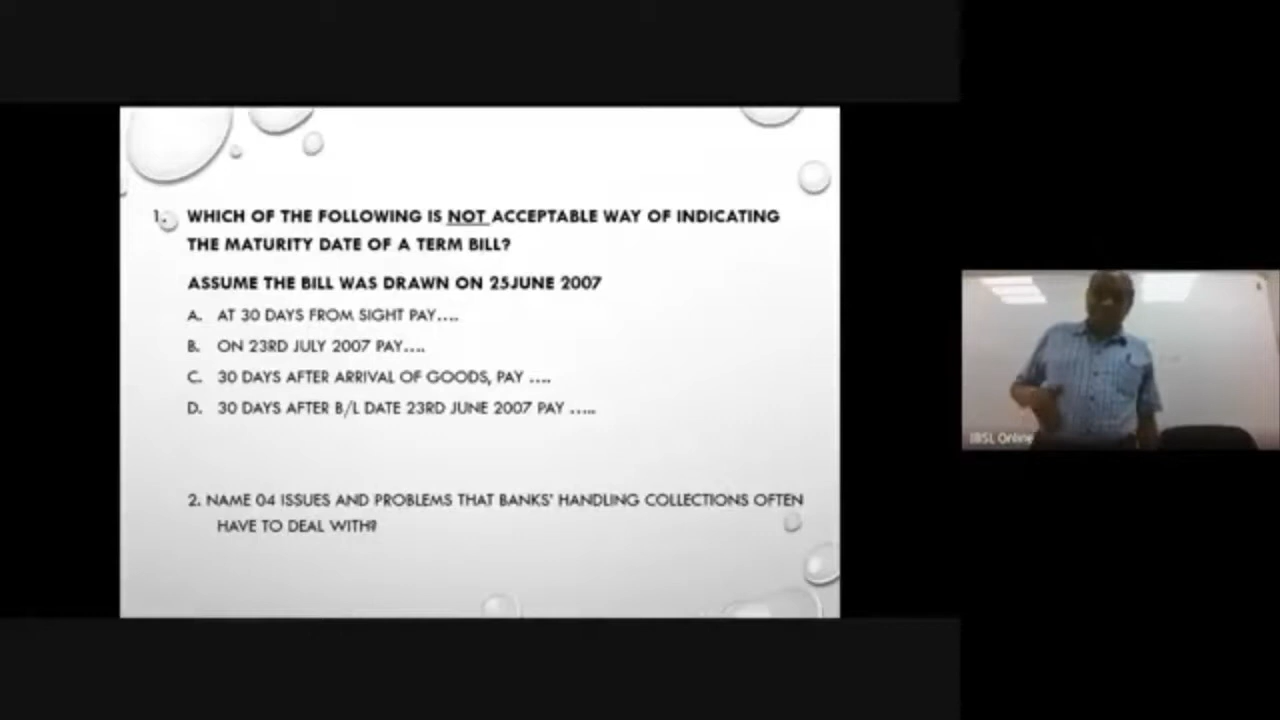 1. WHICH OF THE FOLLOWING IS NOT ACCEPTABLE WAY OF INDICATING
THE MATURITY DATE OF A TERM BILL?
ASSUME THE BILL WAS DRAWN ON 25JUNE 2007
A. AT 30 DAYS FROM SIGHT PAY....
B. ON 23RD JULY 2007 PAY....
C. 30 DAYS AFTER ARRIVAL OF GOODS, PAY ....
D. 30 DAYS AFTER B/L DATE 23RD JUNE 2007 PAY .....
2. NAME 04 ISSUES AND PROBLEMS THAT BANKS' HANDLING COLLECTIONS OFTEN
HAVE TO DEAL WITH?
IBSL Online